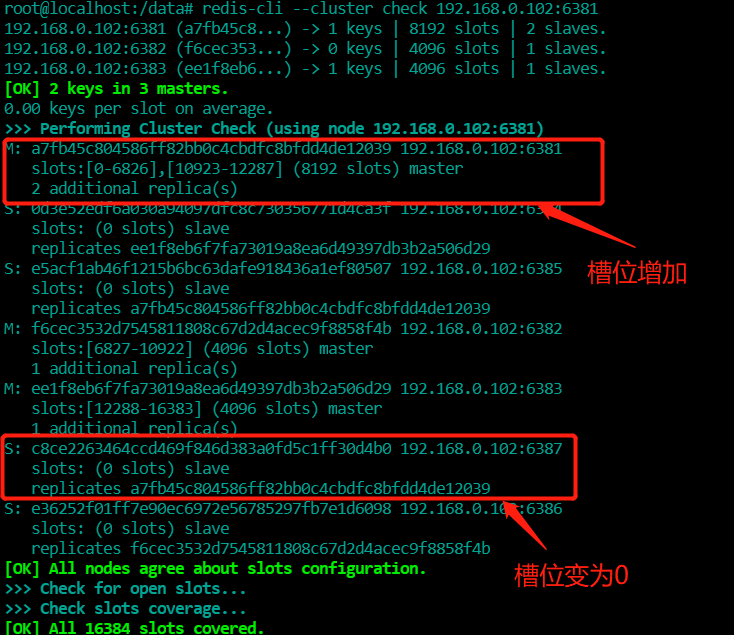 root@localhost:/data# redis-cli --cluster check 192.168.0.102:6381
192.168.0.102:6381 (a7fb45c8...) -> 1 keys | 8192 slots | 2 slaves.
192.168.0.102:6382 (f6cec353...) -> 0 keys | 4096 slots | 1 slaves.
192.168.0.102:6383 (ee1f8eb6...) -> 1 keys | 4096 slots | 1 slaves.
[OK] 2 keys in 3 masters.
0.00 keys per slot on average.
>>> Performing Cluster Check (using node 192.168.0.102:6381)
M: a7fb45c804586ff82bb0c4cbdfc8bfdd4de12039 192.168.0.102:6381
slots:[0-6826],[10923-12287] (8192 slots) master
2 additional replica(s)
S: 0d3e52edf6a030a94097dfc8c730356771d4ca3f
slots: (0 slots) slave
replicates ee1f8eb6f7fa73019a8ea6d49397db3b2a506d29
槽位增加
S: e5acf1ab46f1215b6bc63dafe918436a1ef80507 192.168.0.102:6385
slots: (0 slots) slave
replicates a7fb45c804586ff82bb0c4cbdfc8bfdd4de12039
M: f6cec3532d7545811808c67d2d4acec9f8858f4b 192.168.0.102:6382
slots:[6827-10922] (4096 slots) master
1 additional replica(s)
M: ee1f8eb6f7fa73019a8ea6d49397db3b2a506d29 192.168.0.102:6383
slots:[12288-16383] (4096 slots) master
1 additional replica(s)
S: c8ce2263464ccd469f846d383a0fd5c1ff30d4b0 192.168.0.102:6387
slots: (0 slots) slave
replicates a7fb45c804586ff82bb0c4cbdfc8bfdd4de12039
S: e36252f01ff7e90ec6972e56785297fb7e1d6098 192.168.0.102:6386
slots: (0 slots) slave
replicates f6cec3532d7545811808c67d2d4acec9f8858f4b
[OK] All nodes agree about slots configuration.
槽位变为0
>>> Check for open slots...
>>> Check slots coverage...
[OK] All 16384 slots covered.